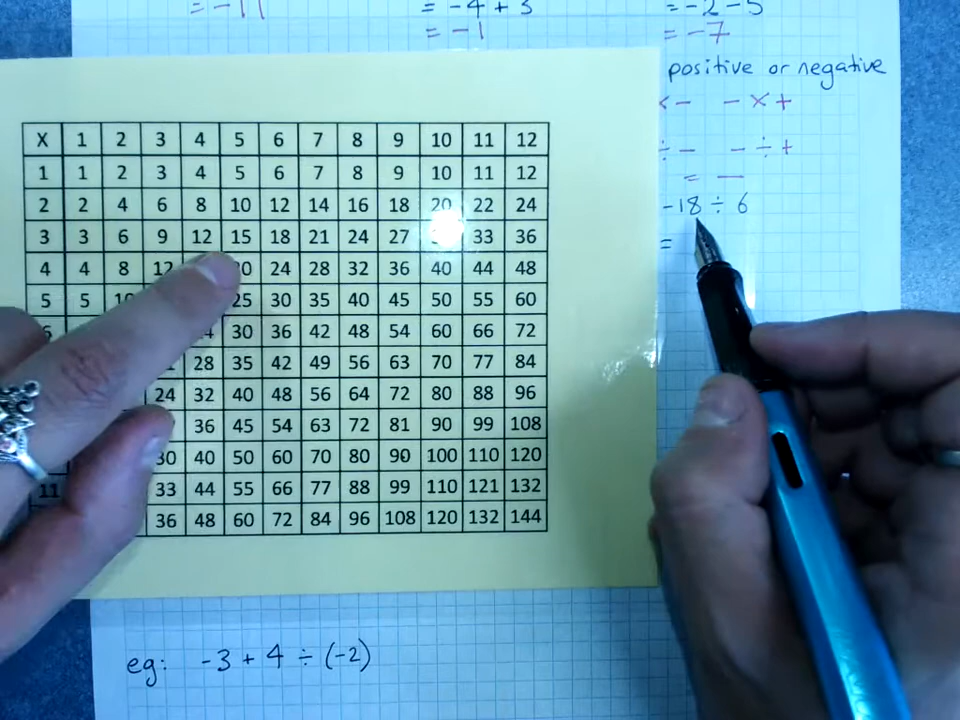 = -11
= -4 + 3
= -2 - 5
= -1
= -7
positive or negative
- - × +
÷ - - ÷ +
= -
-18 ÷ 6
=
X 1 2 3 4 5 6 7 8 9 10 11 12
1 1 2 3 4 5 6 7 8 9 10 11 12
2 2 4 6 8 10 12 14 16 18 20 22 24
3 3 6 9 12 15 18 21 24 27 33 36
4 4 8 12 20 24 28 32 36 40 44 48
5 5 10 25 30 35 40 45 50 55 60
6 30 36 42 48 54 60 66 72
28 35 42 49 56 63 70 77 84
24 32 40 48 56 64 72 80 88 96
36 45 54 63 72 81 90 99 108
30 40 50 60 70 80 90 100 110 120
11 33 44 55 66 77 88 99 110 121 132
36 48 60 72 84 96 108 120 132 144
eg: -3 + 4 ÷ (-2)